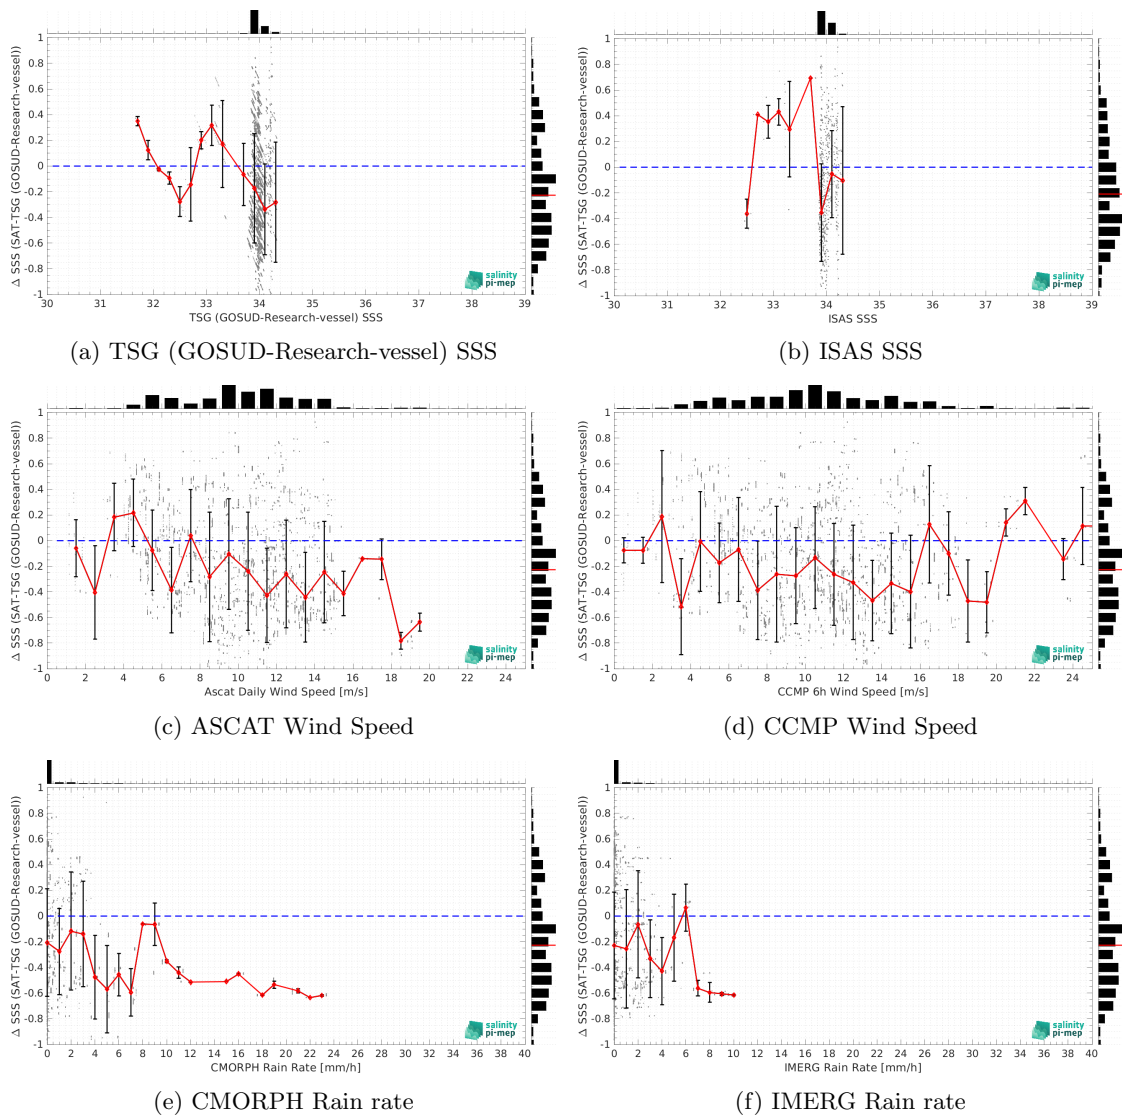 1
0.8
0.6
0.4
0.2
0
-0.2
-0.4
-0.6
-0.8
-1
Δ SSS (SAT-TSG (GOSUD-Research-vessel))
salinity
pi-mep
30 31 32 33 34 35 36 37 38 39
TSG (GOSUD-Research-vessel) SSS
(a) TSG (GOSUD-Research-vessel) SSS
1
0.8
0.6
0.4
0.2
0
-0.2
-0.4
-0.6
-0.8
-1
Δ SSS (SAT-TSG (GOSUD-Research-vessel))
salinity
pi-mep
30 31 32 33 34 35 36 37 38 39
ISAS SSS
(b) ISAS SSS
1
0.8
0.6
0.4
0.2
0
-0.2
-0.4
-0.6
-0.8
-1
Δ SSS (SAT-TSG (GOSUD-Research-vessel))
salinity
pi-mep
0 2 4 6 8 10 12 14 16 18 20 22 24
Ascat Daily Wind Speed [m/s]
(c) ASCAT Wind Speed
1
0.8
0.6
0.4
0.2
0
-0.2
-0.4
-0.6
-0.8
-1
Δ SSS (SAT-TSG (GOSUD-Research-vessel))
salinity
pi-mep
0 2 4 6 8 10 12 14 16 18 20 22 24
CCMP 6h Wind Speed [m/s]
(d) CCMP Wind Speed
1
0.8
0.6
0.4
0.2
0
-0.2
-0.4
-0.6
-0.8
-1
Δ SSS (SAT-TSG (GOSUD-Research-vessel))
salinity
pi-mep
0 2 4 6 8 10 12 14 16 18 20 22 24 26 28 30 32 34 36 38 40
CMORPH Rain Rate [mm/h]
(e) CMORPH Rain rate
1
0.8
0.6
0.4
0.2
0
-0.2
-0.4
-0.6
-0.8
-1
Δ SSS (SAT-TSG (GOSUD-Research-vessel))
salinity
pi-mep
0 2 4 6 8 10 12 14 16 18 20 22 24 26 28 30 32 34 36 38 40
IMERG Rain Rate [mm/h]
(f) IMERG Rain rate